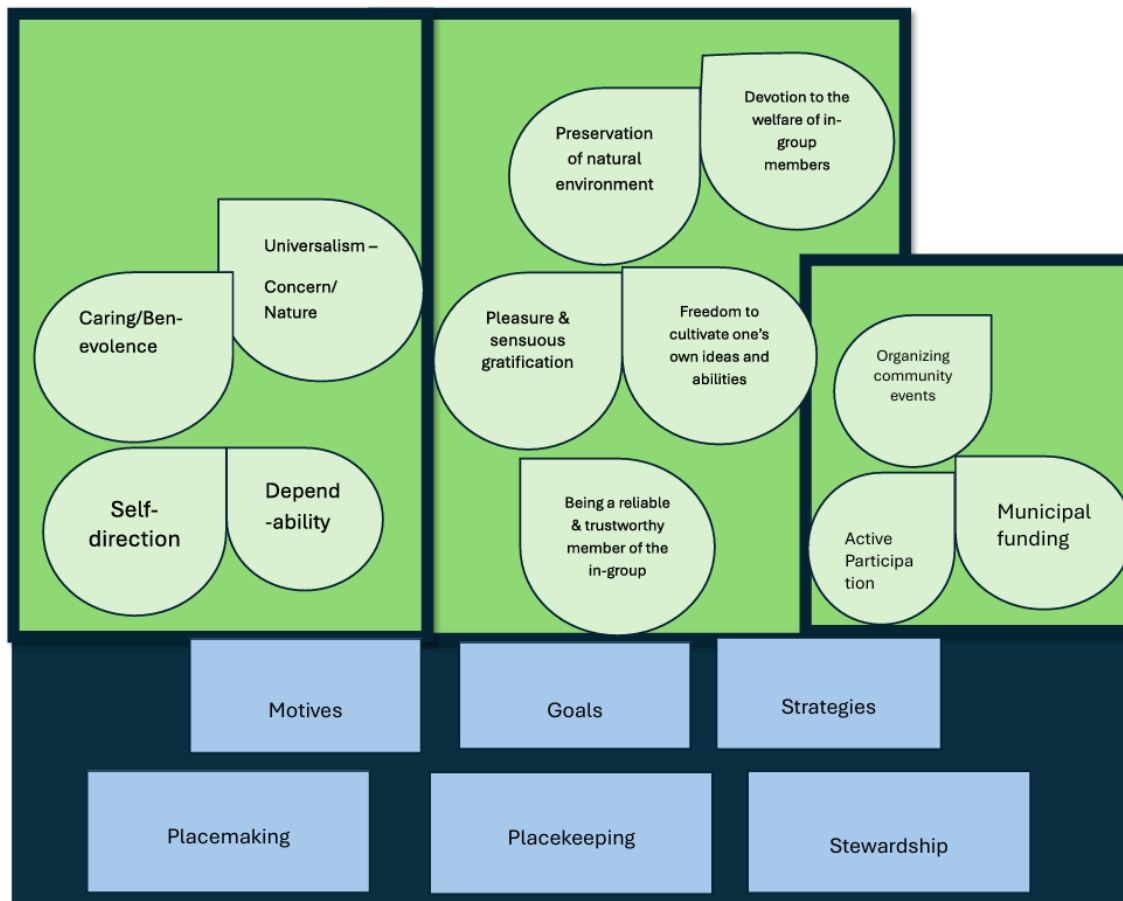 Universalism –
Concern/
Nature
Caring/Ben-
evolence
Self-
direction
Depend
-ability
Devotion to the
welfare of in-
group
members
Preservation
of natural
environment
Pleasure &
sensuous
gratification
Freedom to
cultivate one's
own ideas and
abilities
Being a reliable
& trustworthy
member of the
in-group
Organizing
community
events
Active
Participa
tion
Municipal
funding
Motives
Goals
Strategies
Placemaking
Placekeeping
Stewardship